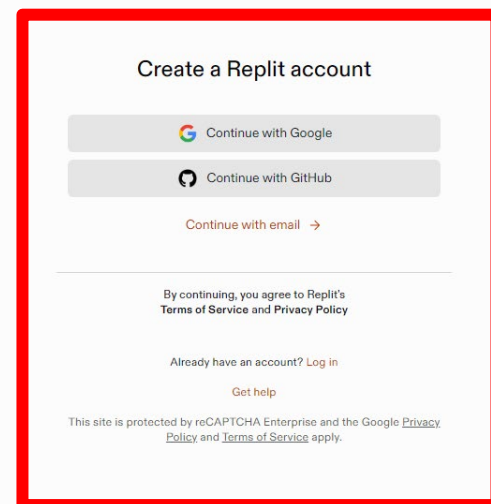 Create a Replit account
Continue with Google
Continue with GitHub
Continue with email →
By continuing, you agree to Replit's
Terms of Service and Privacy Policy
Already have an account? Log in
Get help
This site is protected by reCAPTCHA Enterprise and the Google Privacy
Policy and Terms of Service apply.